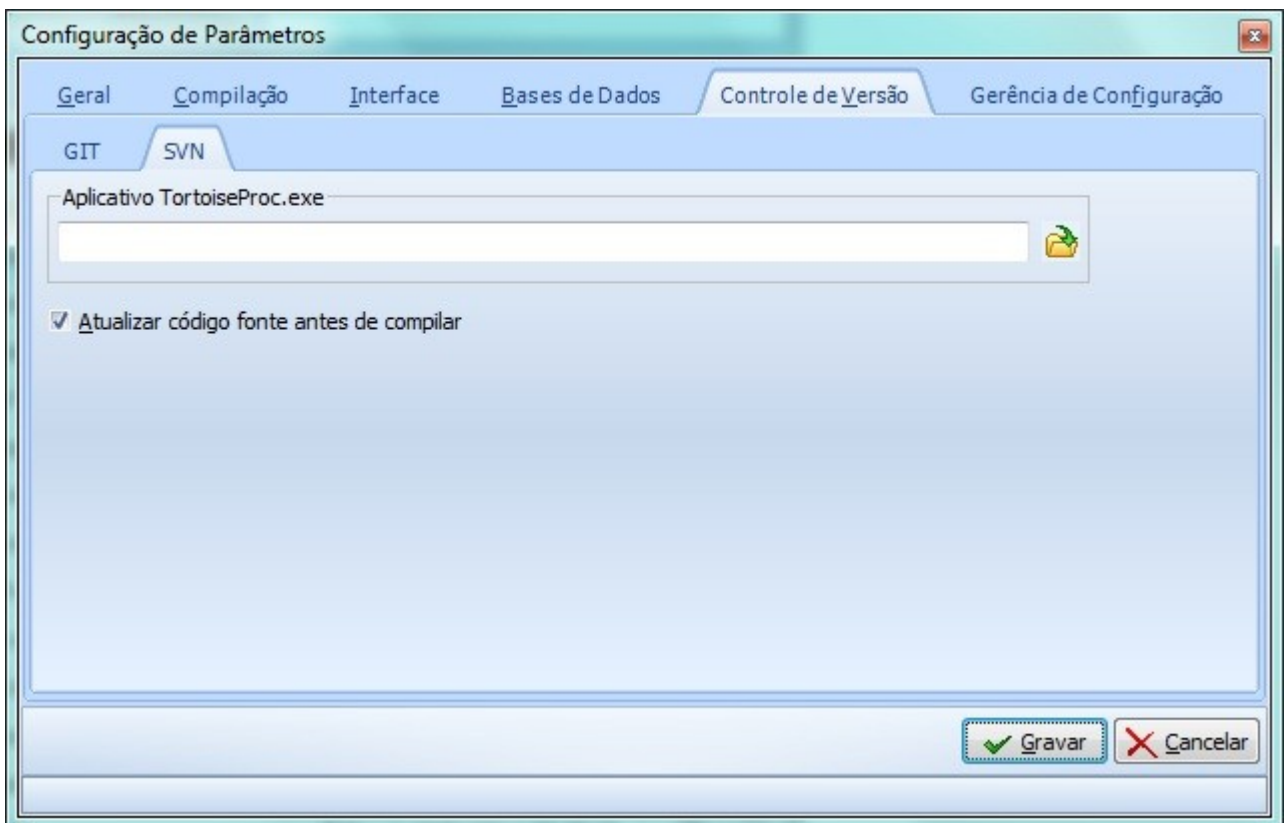 Configuração de Parâmetros
Geral Compilação Interface Bases de Dados Controle de Versão Gerência de Configuração
GIT SVN
Aplicativo TortoiseProc.exe
Atualizar código fonte antes de compilar
Gravar Cancelar